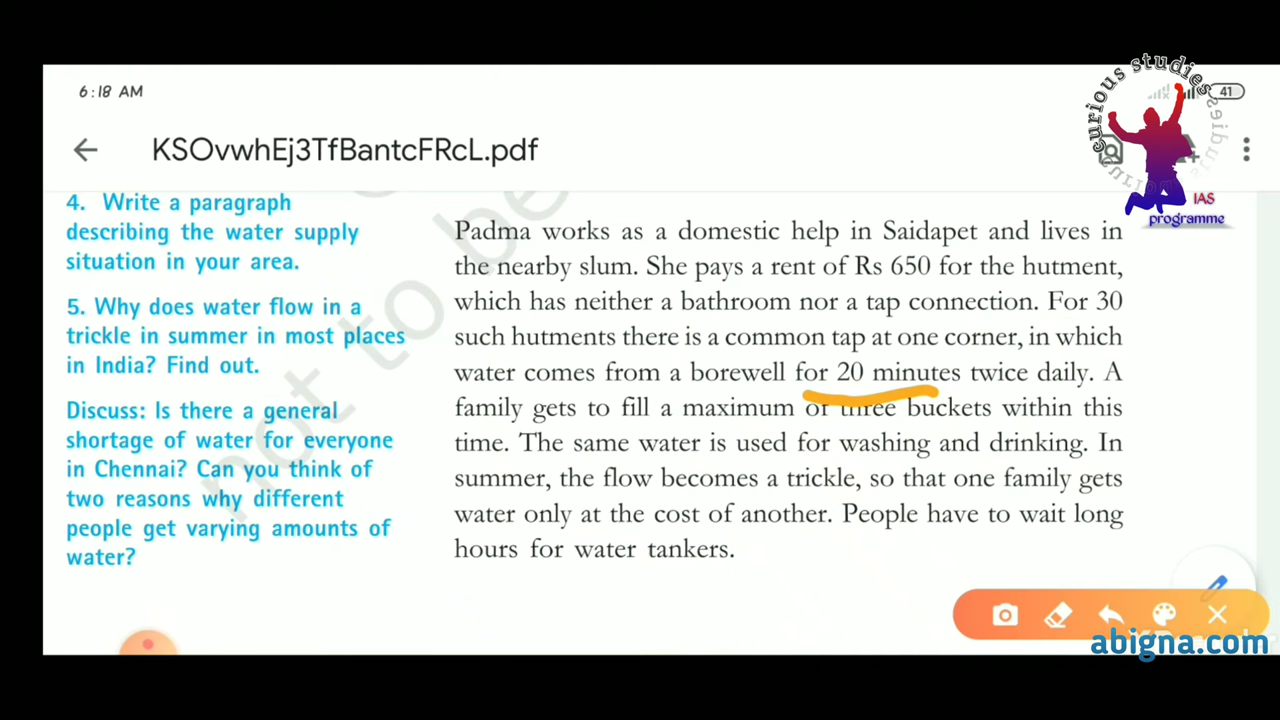 6:18 AM
41
curious studies
KSOvwhEj3TfBantcFRcL.pdf
IAS
programme
4. Write a paragraph
describing the water supply
situation in your area.
5. Why does water flow in a
trickle in summer in most places
in India? Find out.
Discuss: Is there a general
shortage of water for everyone
in Chennai? Can you think of
two reasons why different
people get varying amounts of
water?
not to be
Padma works as a domestic help in Saidapet and lives in
the nearby slum. She pays a rent of Rs 650 for the hutment,
which has neither a bathroom nor a tap connection. For 30
such hutments there is a common tap at one corner, in which
water comes from a borewell for 20 minutes twice daily. A
family gets to fill a maximum of three buckets within this
time. The same water is used for washing and drinking. In
summer, the flow becomes a trickle, so that one family gets
water only at the cost of another. People have to wait long
hours for water tankers.
abigna.com